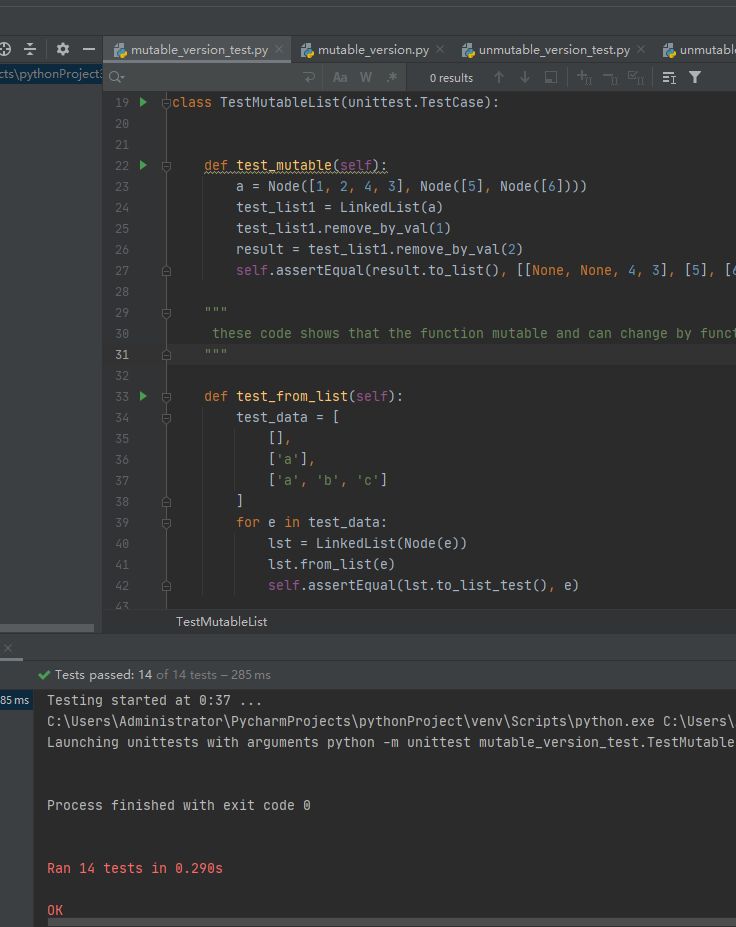 mutable_version_test.py mutable_version.py unmutable_version_test.py unmutabl
cts\pythonProject3
Aa W .* 0 results
19 class TestMutableList(unittest.TestCase):
20
21
22 def test_mutable(self):
23 a = Node([1, 2, 4, 3], Node([5], Node([6])))
24 test_list1 = LinkedList(a)
25 test_list1.remove_by_val(1)
26 result = test_list1.remove_by_val(2)
27 self.assertEqual(result.to_list(), [[None, None, 4, 3], [5], [6
28
29 """
30 these code shows that the function mutable and can change by funct
31 """
32
33 def test_from_list(self):
34 test_data = [
35 [],
36 ['a'],
37 ['a', 'b', 'c']
38 ]
39 for e in test_data:
40 lst = LinkedList(Node(e))
41 lst.from_list(e)
42 self.assertEqual(lst.to_list_test(), e)
43
TestMutableList
Tests passed: 14 of 14 tests – 285 ms
85 ms Testing started at 0:37 ...
C:\Users\Administrator\PycharmProjects\pythonProject\venv\Scripts\python.exe C:\Users\
Launching unittests with arguments python -m unittest mutable_version_test.TestMutable
Process finished with exit code 0
Ran 14 tests in 0.290s
OK